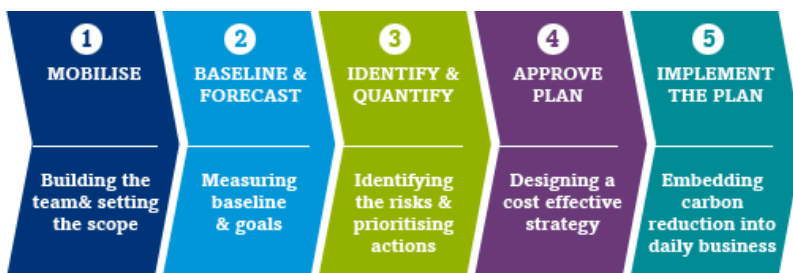 1
MOBILISE
Building the
team& setting
the scope
2
BASELINE &
FORECAST
Measuring
baseline
& goals
3
IDENTIFY &
QUANTIFY
Identifying
the risks &
prioritising
actions
4
APPROVE
PLAN
Designing a
cost effective
strategy
5
IMPLEMENT
THE PLAN
Embedding
carbon
reduction into
daily business